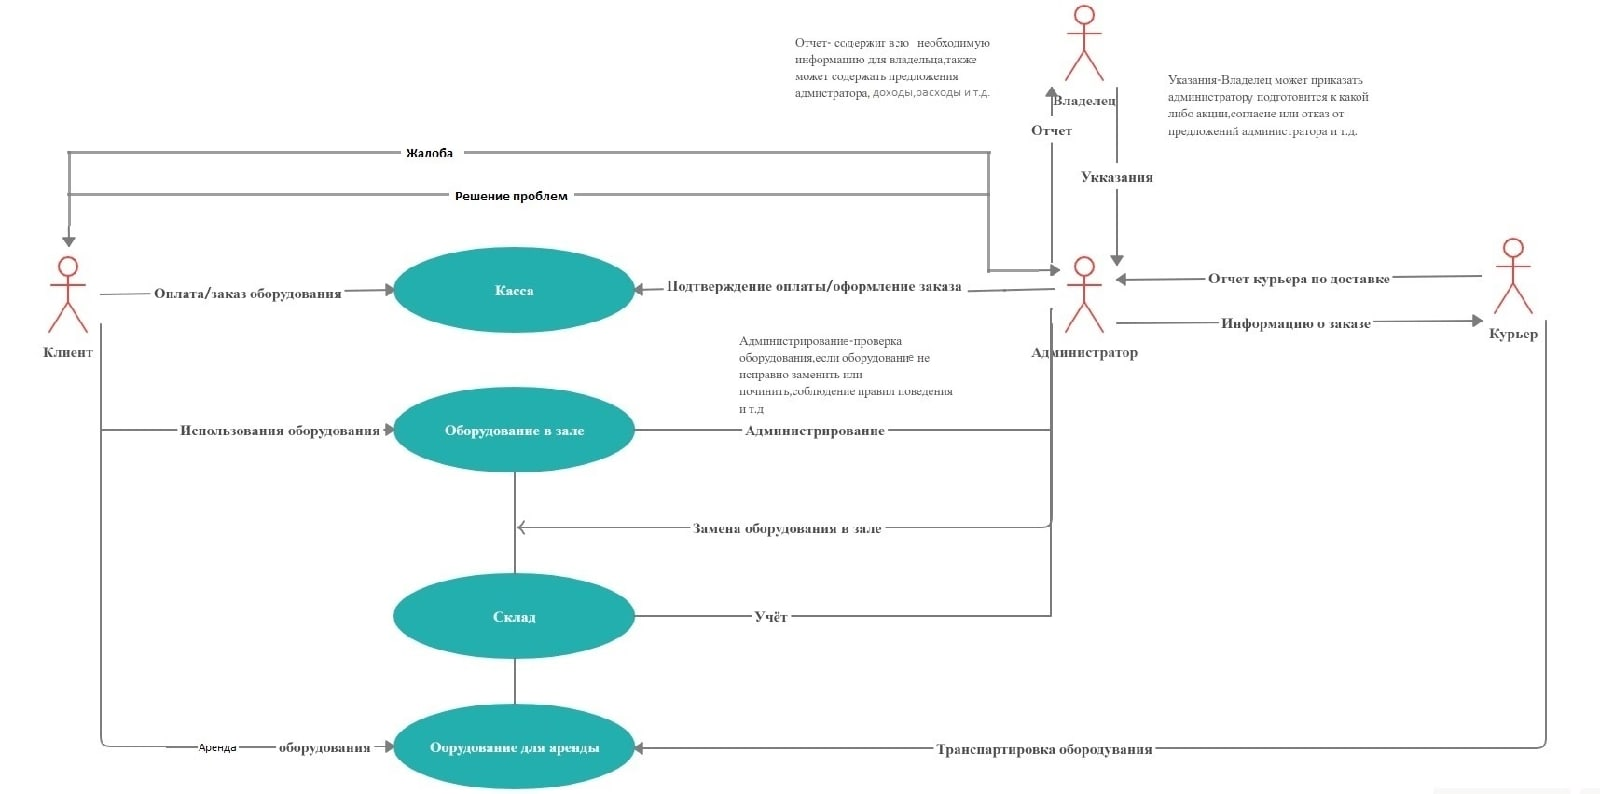 Отчет- содержит всю необходимую
информацию для владельца,также
может содержать предложения
адмистратора, доходы,расходы и т.д.
Владелец
Указания-Владелец может приказать
администратору подготовится к какой
либо акции,согласие или отказ от
предложений администратора и т.д.
Отчет
Жалоба
Укказания
Решение проблем
Касса
Оплата/заказ оборудования
Подтверждение оплаты/оформление заказа
Отчет курьера по доставке
Информацию о заказе
Курьер
Клиент
Администратор
Администрирование-проверка
оборудования,если оборудование не
исправно заменить или
починить,соблюдение правил поведения
и т.д
Использования оборудования
Оборудование в зале
Администрирование
Замена оборудования в зале
Склад
Учёт
Аренда оборудования
Оорудование для аренды
Транспартировка обородувания